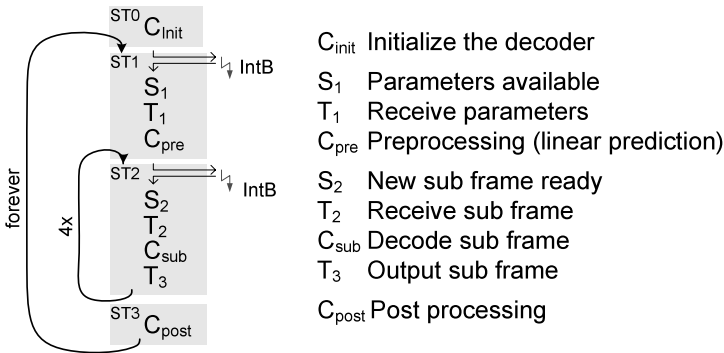 ST0 CInit
ST1 IntB
S1
T1
Cpre
ST2 IntB
S2
T2
Csub
T3
ST3 Cpost
forever
4x
Cinit Initialize the decoder
S1 Parameters available
T1 Receive parameters
Cpre Preprocessing (linear prediction)
S2 New sub frame ready
T2 Receive sub frame
Csub Decode sub frame
T3 Output sub frame
Cpost Post processing